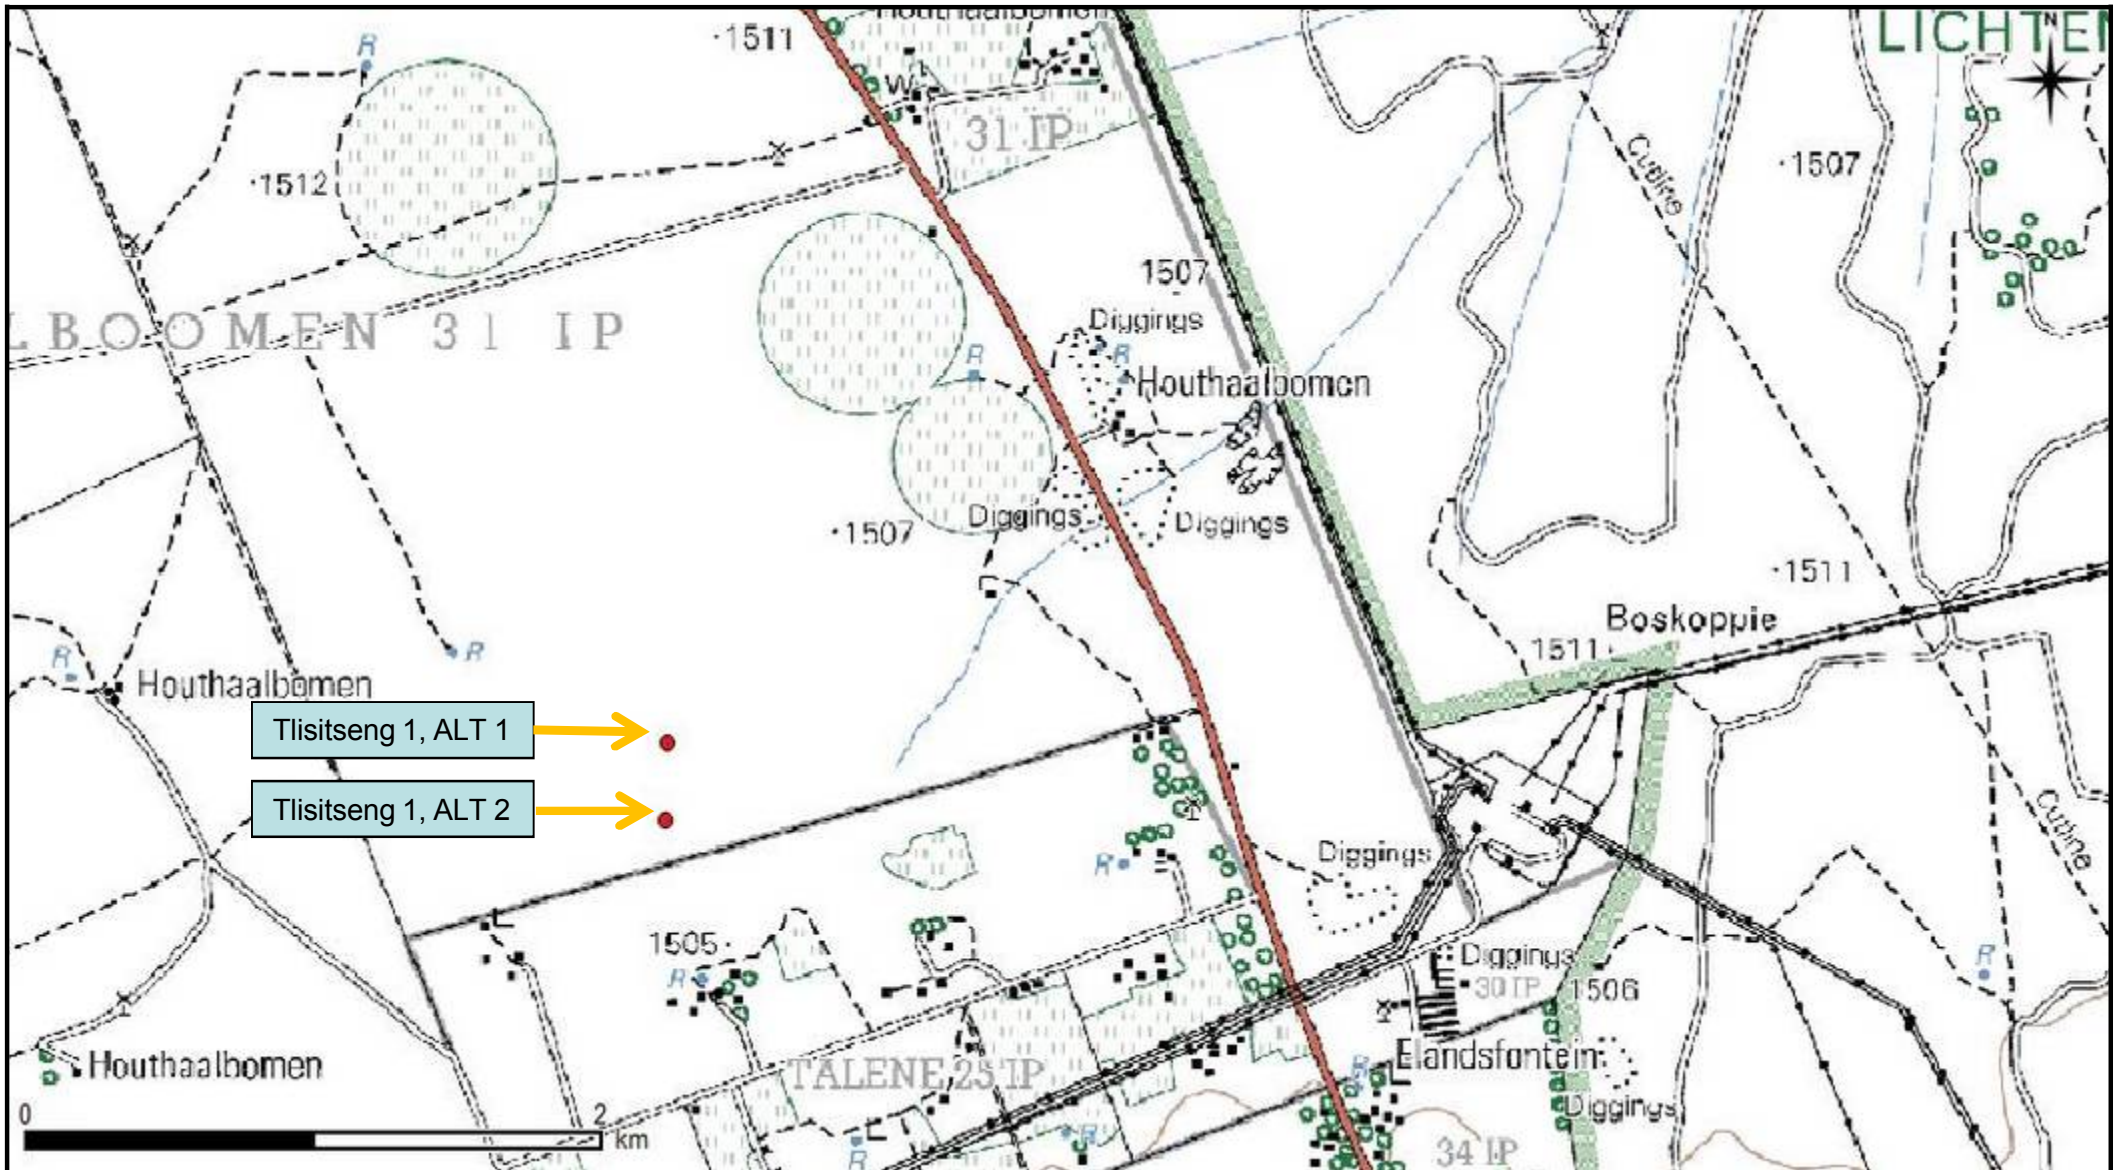 Houthaalbomen
R
1511
LICHTEN
N
W
31 IP
Cutline
1507
1512
1507
LBOOMEN 31 IP
Diggings
R
R
Houthaalbomen
Diggings
Diggings
1507
1511
Boskoppie
1511
R
R
Houthaalbomen
Tlisitseng 1, ALT 1
Tlisitseng 1, ALT 2
Cutline
Diggings
R
1505
R
Diggings
R
30 IP
1506
Houthaalbomen
TALENE 25 IP
Elandsfontein
R
Diggings
0
2
km
R
R
34 IP